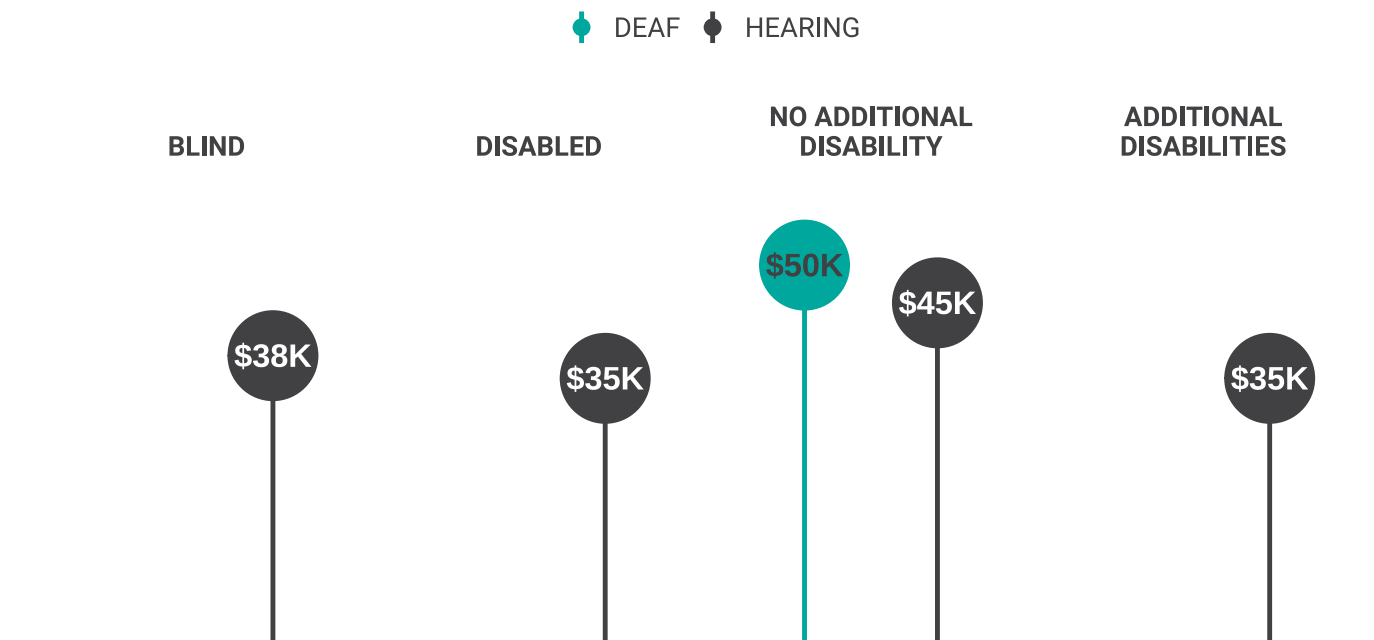 DEAF HEARING
BLIND
DISABLED
NO ADDITIONAL
DISABILITY
ADDITIONAL
DISABILITIES
$38K
$35K
$50K
$45K
$35K